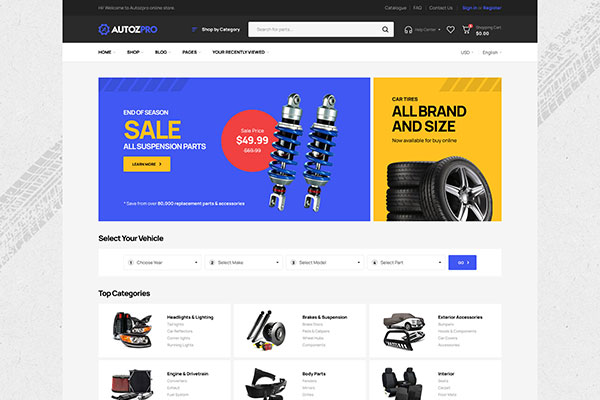 Hi! Welcome to Autozpro online store.
Catalogue FAQ Contact Us Sign in or Register
AUTOZPRO
Shop by Category
Search for parts...
Help Center
Shopping Cart
$0.00
HOME SHOP BLOG PAGES YOUR RECENTLY VIEWED
USD English
END OF SEASON
SALE
ALL SUSPENSION PARTS
LEARN MORE
Sale Price
$49.99
$69.99
* Save from over 80,000 replacement parts & accessories
CAR TIRES
ALL BRAND
AND SIZE
Now available for buy online
Select Your Vehicle
1 Choose Year
2 Select Make
3 Select Model
4 Select Part
GO
Top Categories
Headlights & Lighting
Tail lights
Car Reflectors
Corner lights
Running Lights
Brakes & Suspension
Brake Discs
Pads & Calipers
Wheel Hubs
Components
Exterior Accessories
Bumpers
Hoods & Components
Car Covers
Accessories
Engine & Drivetrain
Converters
Exhaust
Fuel System
Body Parts
Fenders
Mirrors
Grilles
Interior
Seats
Carpet
Floor Mats